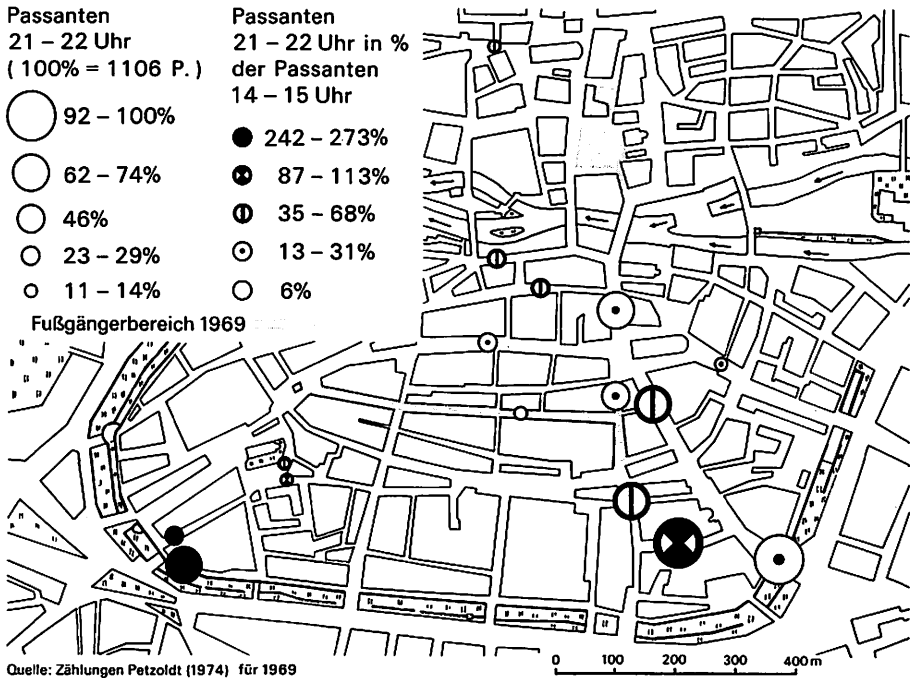 Passanten
21 – 22 Uhr
( 100% = 1106 P. )
92 – 100%
62 – 74%
46%
23 – 29%
11 – 14%
Passanten
21 – 22 Uhr in %
der Passanten
14 – 15 Uhr
242 – 273%
87 – 113%
35 – 68%
13 – 31%
6%
Fußgängerbereich 1969
Quelle: Zählungen Petzoldt (1974) für 1969
0 100 200 300 400 m